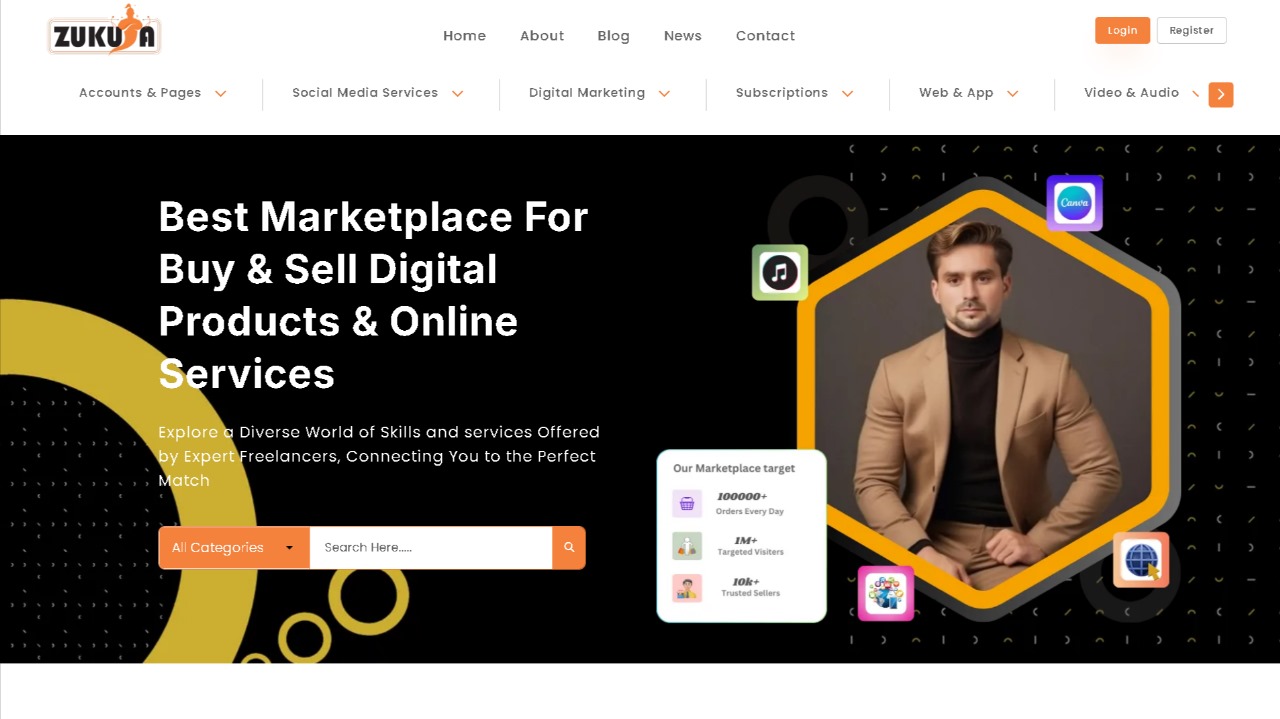 ZUKUSA
Home About Blog News Contact
Login Register
Accounts & Pages Social Media Services Digital Marketing Subscriptions Web & App Video & Audio
Best Marketplace For
Buy & Sell Digital
Products & Online
Services
Explore a Diverse World of Skills and services Offered
by Expert Freelancers, Connecting You to the Perfect
Match
All Categories Search Here.....
Canva
Our Marketplace target
100000+
Orders Every Day
1M+
Targeted Visiters
10k+
Trusted Sellers